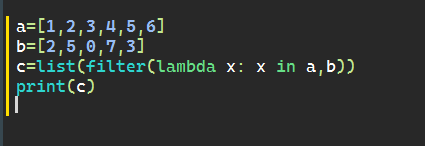 a=[1,2,3,4,5,6]
b=[2,5,0,7,3]
c=list(filter(lambda x: x in a,b))
print(c)